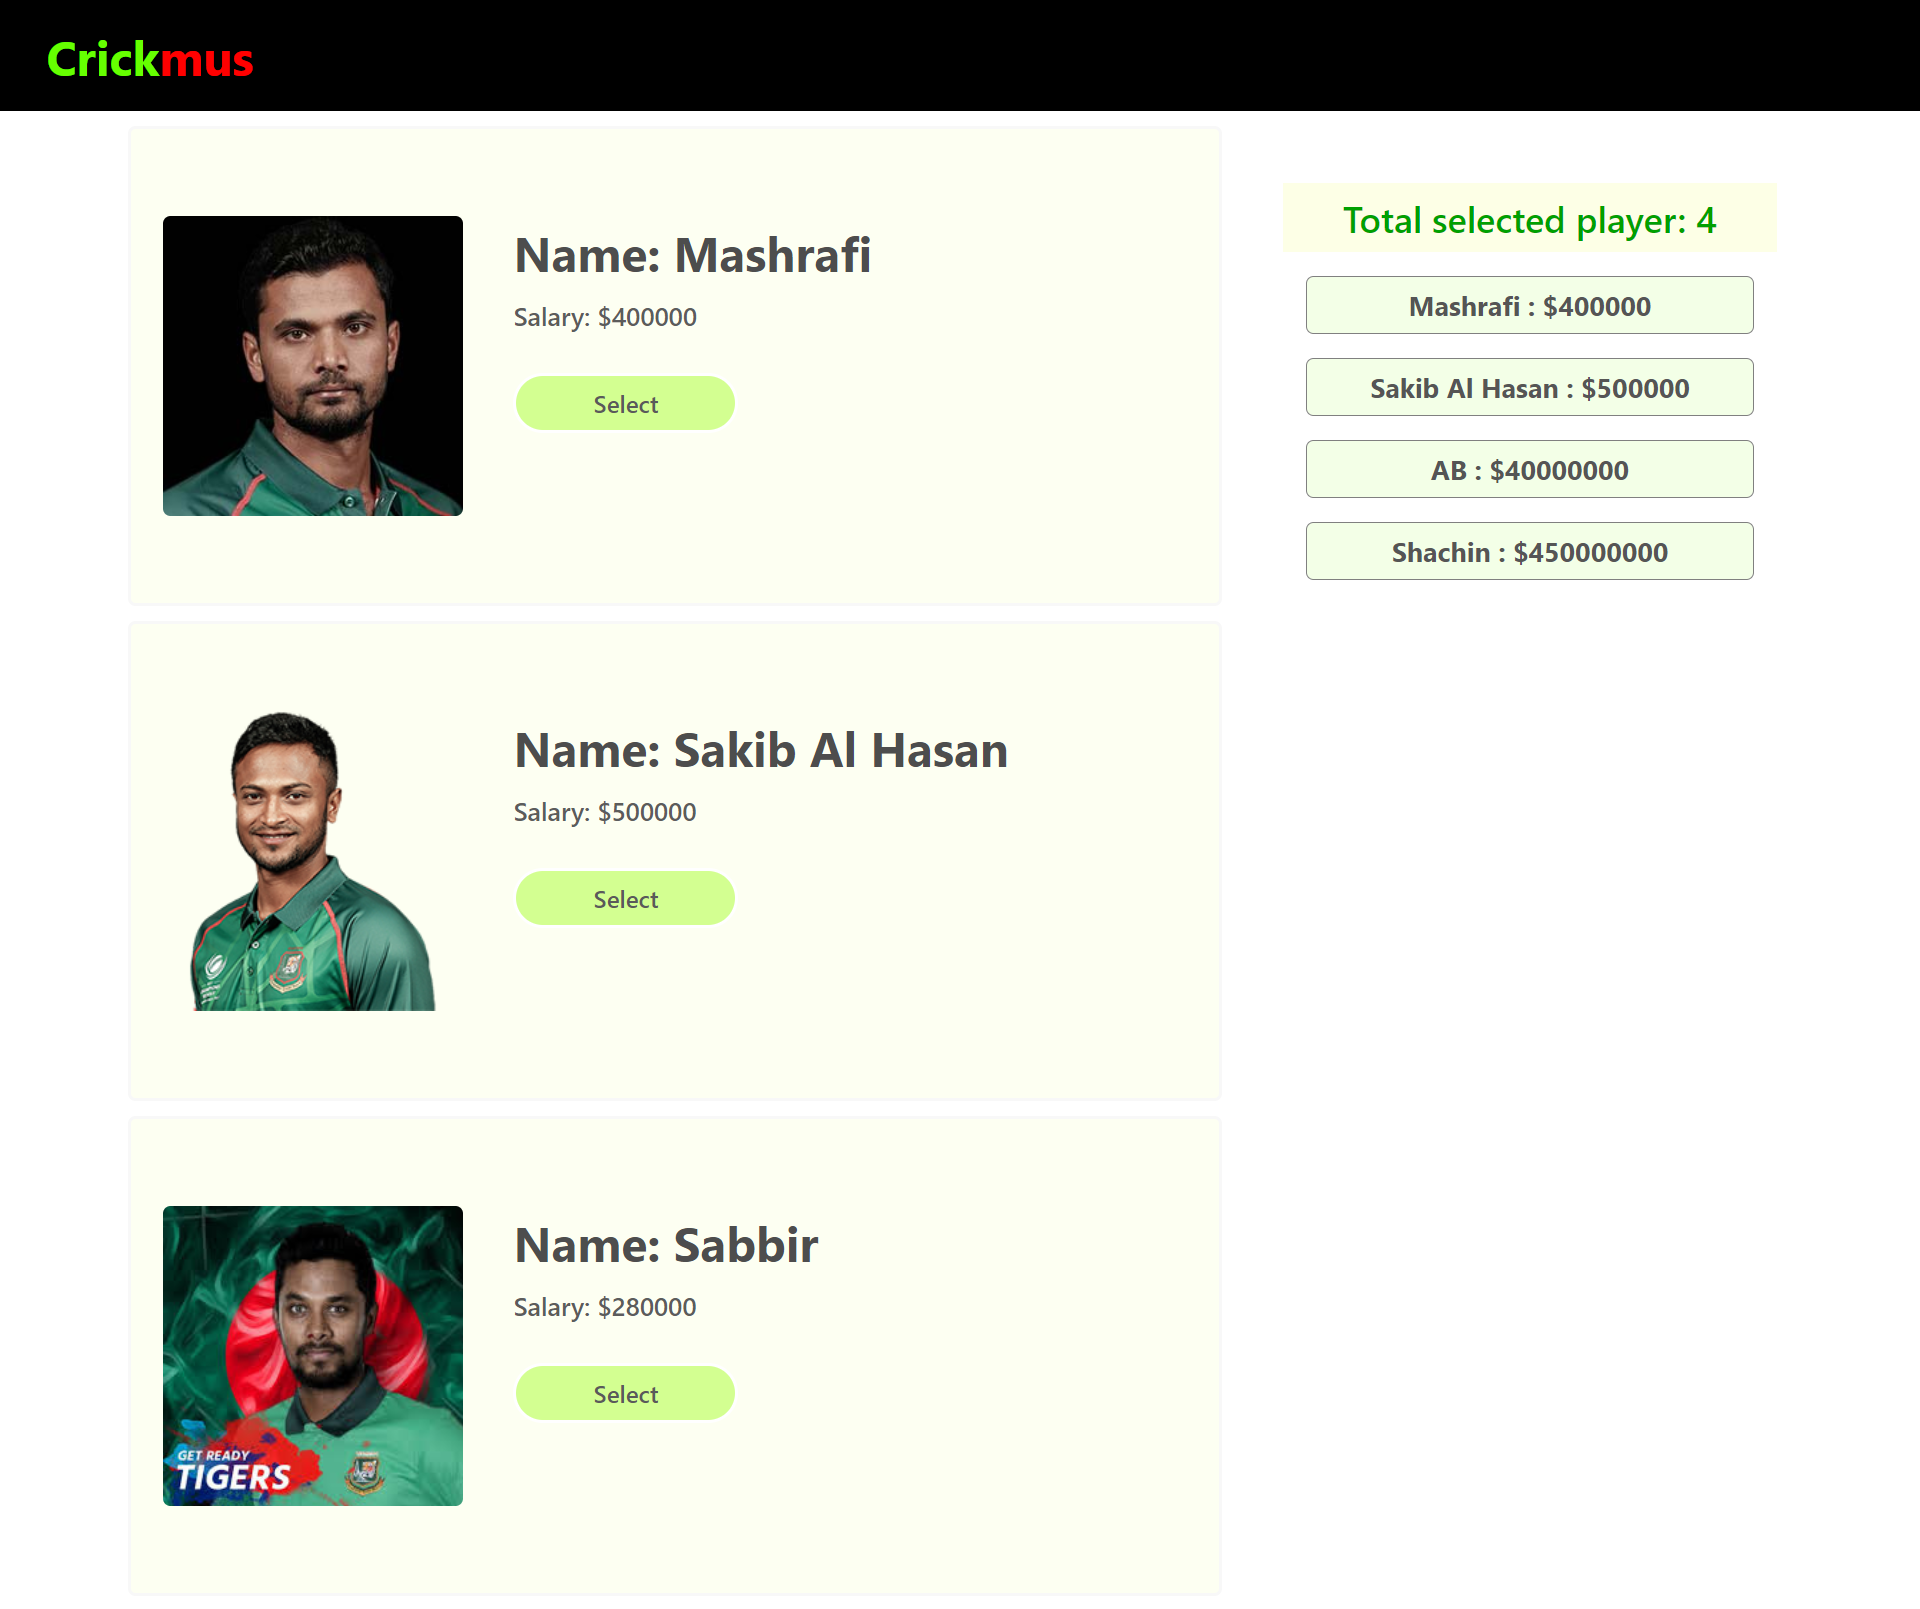 Crickmus
Name: Mashrafi
Salary: $400000
Select
Name: Sakib Al Hasan
Salary: $500000
Select
GET READY
TIGERS
Name: Sabbir
Salary: $280000
Select
Total selected player: 4
Mashrafi : $400000
Sakib Al Hasan : $500000
AB : $40000000
Shachin : $450000000